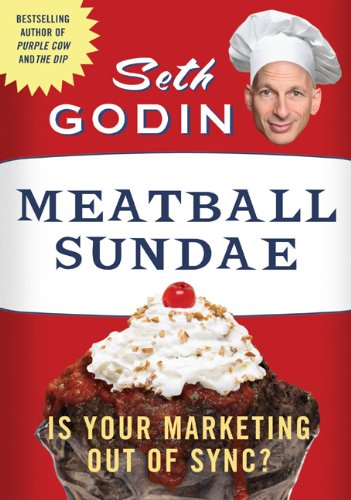 BESTSELLING
AUTHOR OF
PURPLE COW
AND THE DIP
Seth
GODIN
MEATBALL
SUNDAE
IS YOUR MARKETING
OUT OF SYNC?